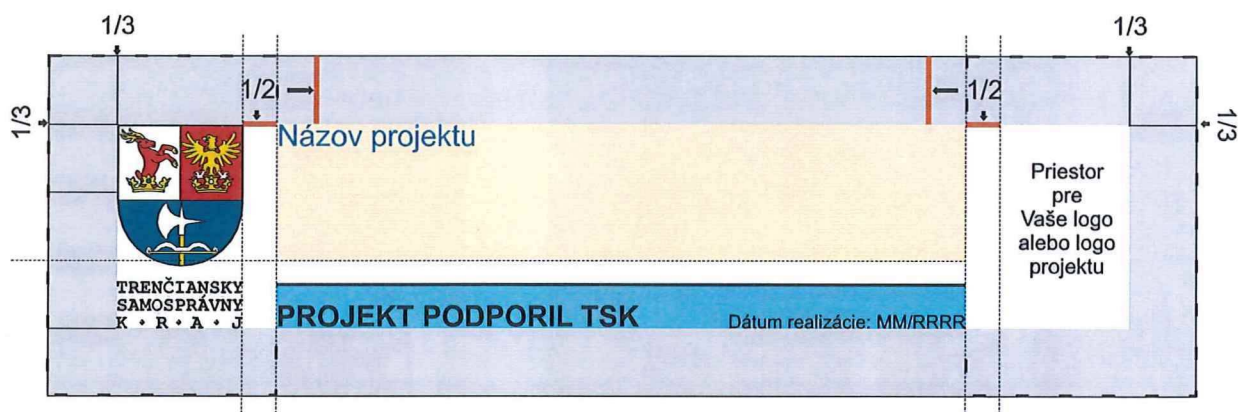 1/3
1/3
1/2
1/2
1/3
1/3
Názov projektu
Priestor
pre
Vaše logo
alebo logo
projektu
TRENČIANSKY
SAMOSPRÁVNY
K · R · A · J
PROJEKT PODPORIL TSK
Dátum realizácie: MM/RRRR